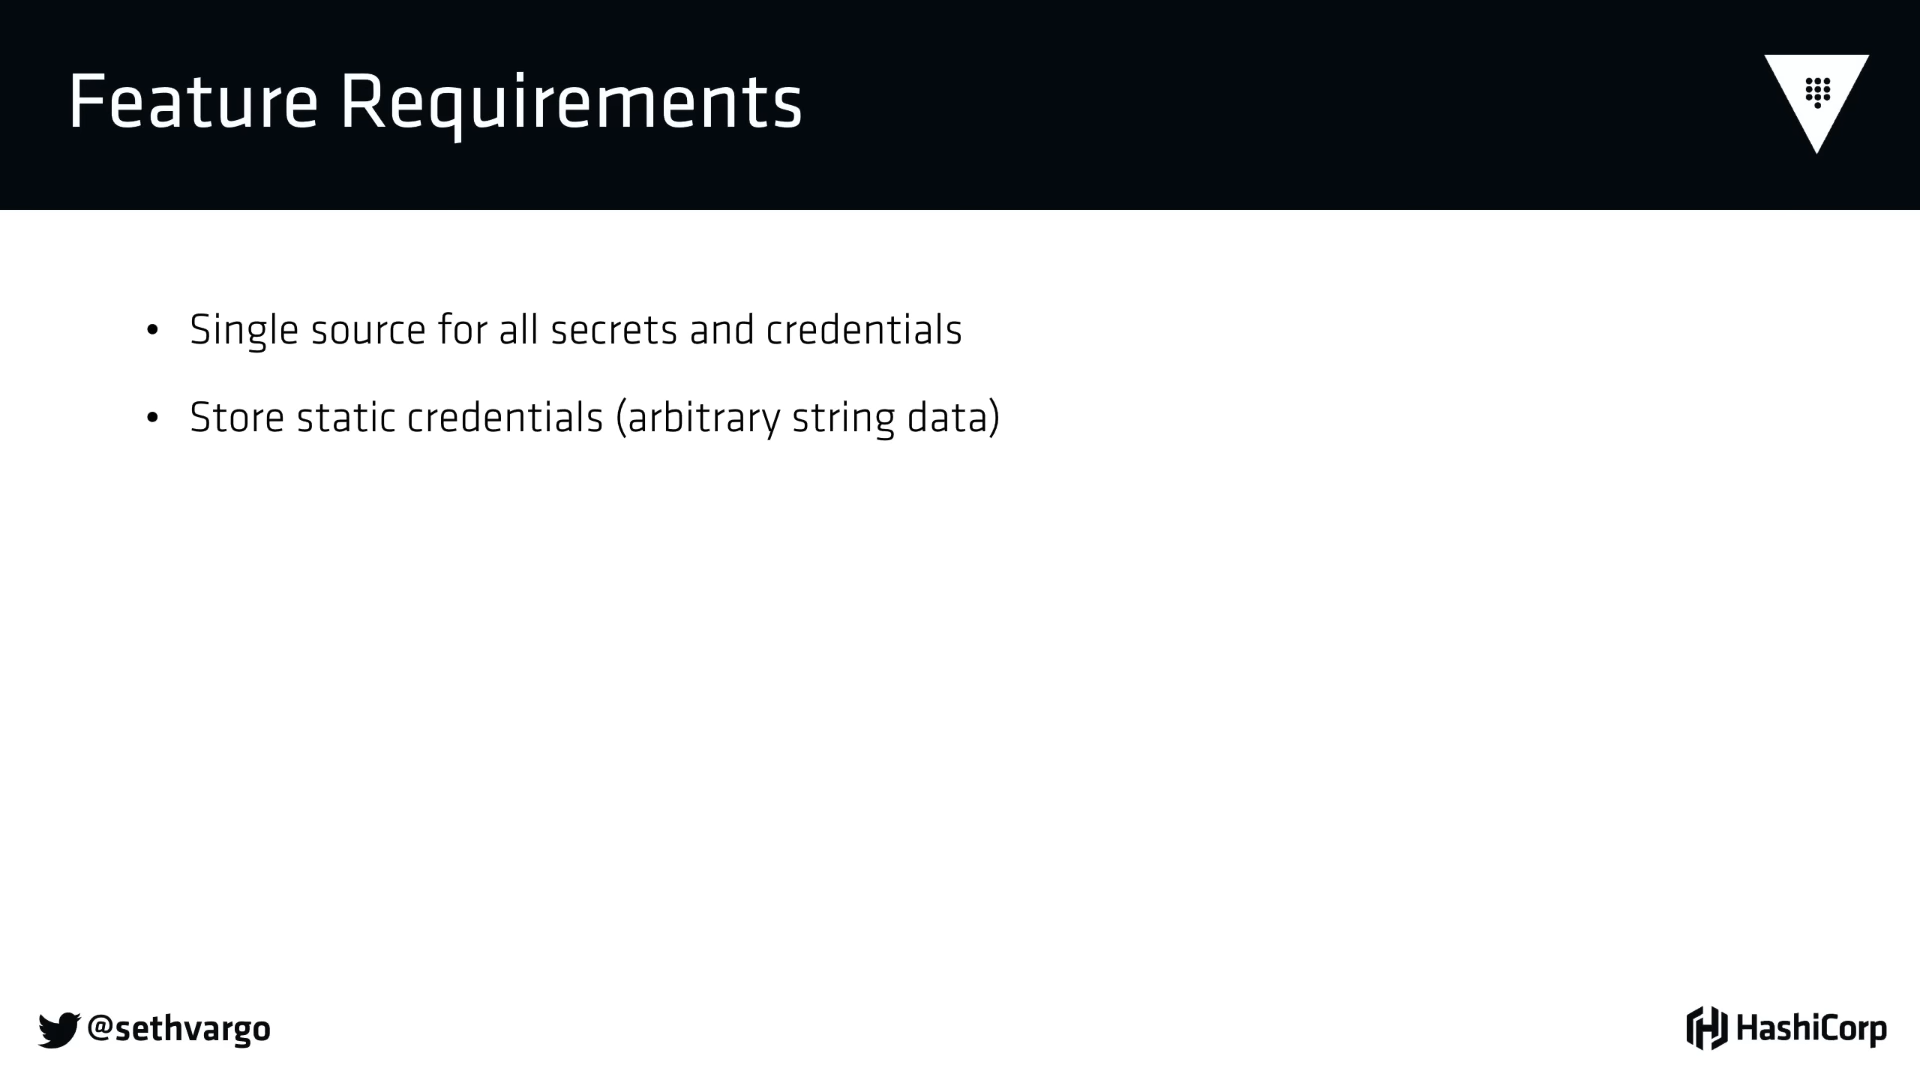 Feature Requirements
• Single source for all secrets and credentials
• Store static credentials (arbitrary string data)
@sethvargo
HashiCorp